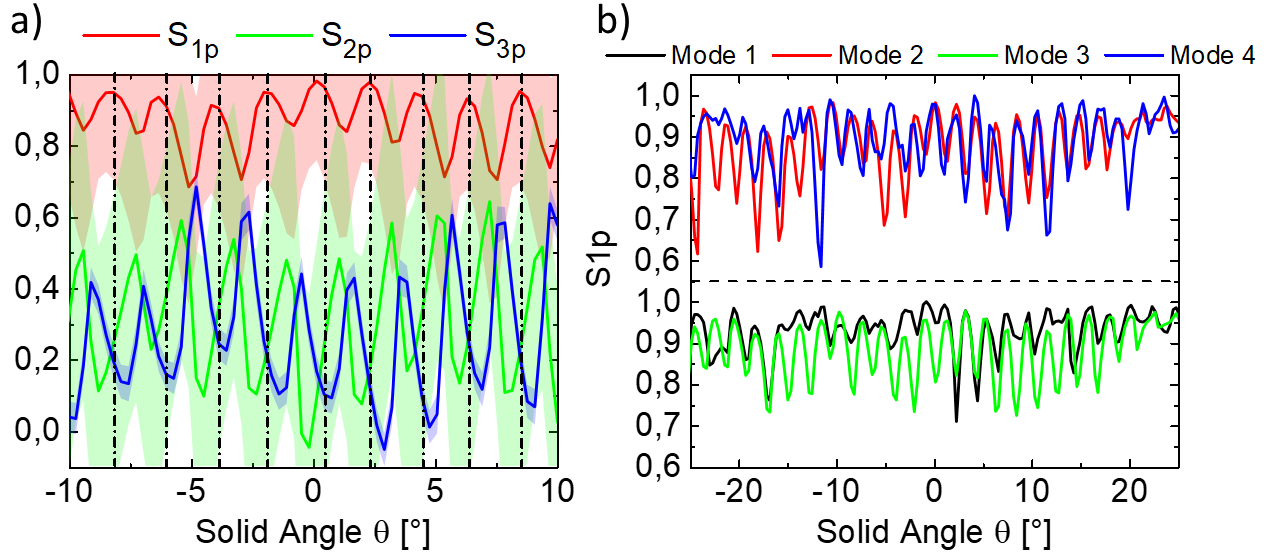 a)
S1p S2p S3p
1,0
0,8
0,6
0,4
0,2
0,0
-10 -5 0 5 10
Solid Angle θ [°]
b)
Mode 1 Mode 2 Mode 3 Mode 4
S1p
1,0
0,9
0,8
0,7
0,6
1,0
0,9
0,8
0,7
0,6
-20 -10 0 10 20
Solid Angle θ [°]